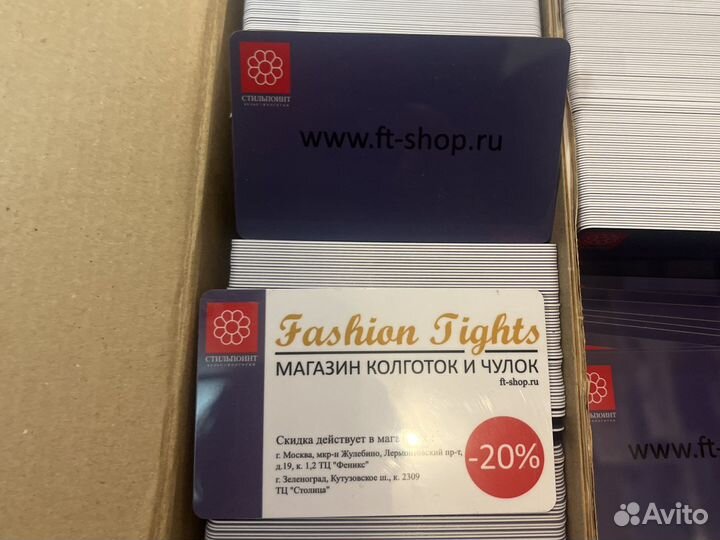 СТИЛЬПОИНТ
www.ft-shop.ru
Fashion Tights
СТИЛЬПОИНТ
МАГАЗИН КОЛГОТОК И ЧУЛОК
ft-shop.ru
Скидка действует в
г. Москва, мкр-н Жулебино, Лермонтовский пр-т,
д.19, к. 1,2 ТЦ "Феникс"
г. Зеленоград, Кутузовское ш., к. 2309
ТЦ "Столица"
-20%
СТИЛЬПОИНТ
www.ft-s
Avito